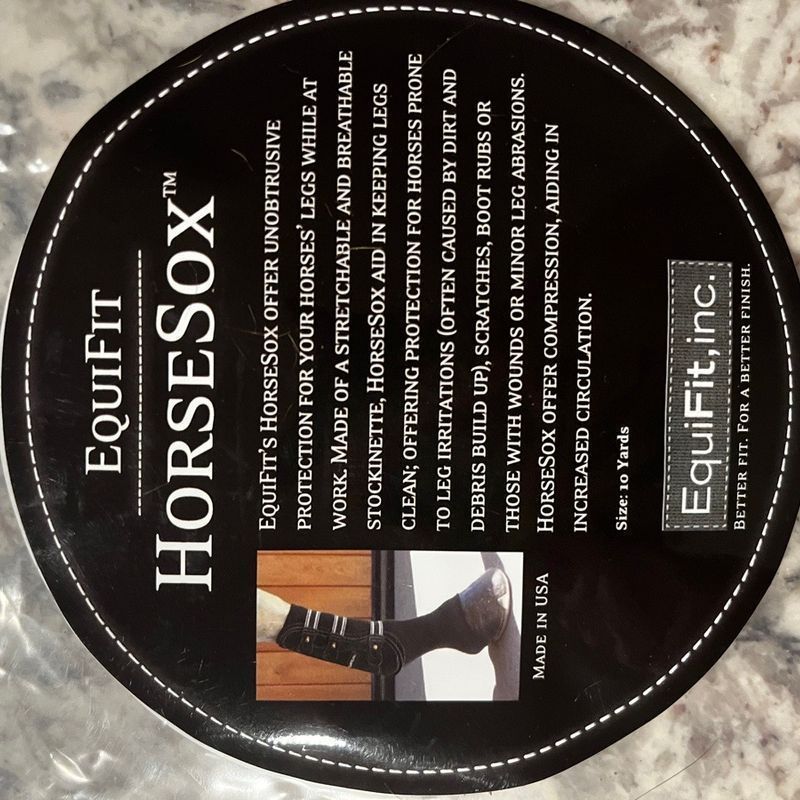 EQUIFIT
HORSESOX™
EQUIFIT'S HORSESOX OFFER UNOBTRUSIVE
PROTECTION FOR YOUR HORSES' LEGS WHILE AT
WORK. MADE OF A STRETCHABLE AND BREATHABLE
STOCKINETTE, HORSESOX AID IN KEEPING LEGS
CLEAN; OFFERING PROTECTION FOR HORSES PRONE
TO LEG IRRITATIONS (OFTEN CAUSED BY DIRT AND
DEBRIS BUILD UP), SCRATCHES, BOOT RUBS OR
THOSE WITH WOUNDS OR MINOR LEG ABRASIONS.
HORSESOX OFFER COMPRESSION, AIDING IN
INCREASED CIRCULATION.
MADE IN USA
Size: 10 Yards
EquiFit,inc.
BETTER FIT. FOR A BETTER FINISH.